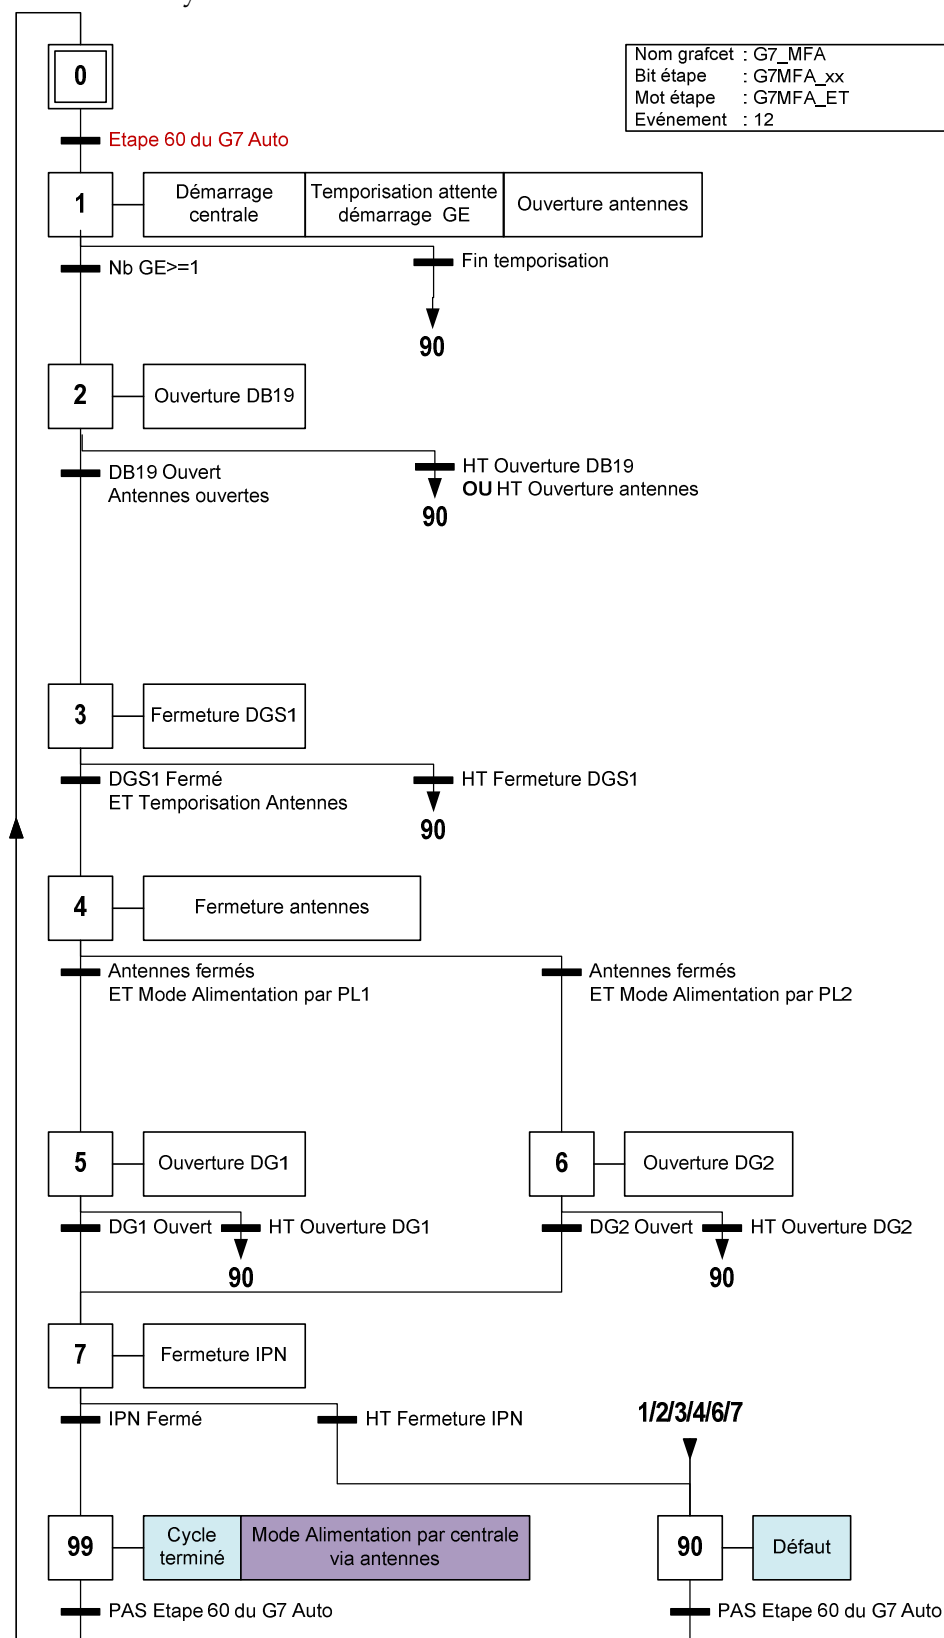 0
Nom grafcet : G7_MFA
Bit étape : G7MFA_xx
Mot étape : G7MFA_ET
Evénement : 12
Etape 60 du G7 Auto
1
Démarrage
centrale
Temporisation attente
démarrage GE
Ouverture antennes
Nb GE>=1
Fin temporisation
90
2
Ouverture DB19
DB19 Ouvert
Antennes ouvertes
HT Ouverture DB19
OU HT Ouverture antennes
90
3
Fermeture DGS1
DGS1 Fermé
ET Temporisation Antennes
HT Fermeture DGS1
90
4
Fermeture antennes
Antennes fermés
ET Mode Alimentation par PL1
Antennes fermés
ET Mode Alimentation par PL2
5
Ouverture DG1
6
Ouverture DG2
DG1 Ouvert
HT Ouverture DG1
DG2 Ouvert
HT Ouverture DG2
90
90
7
Fermeture IPN
IPN Fermé
HT Fermeture IPN
1/2/3/4/6/7
99
Cycle
terminé
Mode Alimentation par centrale
via antennes
90
Défaut
PAS Etape 60 du G7 Auto
PAS Etape 60 du G7 Auto